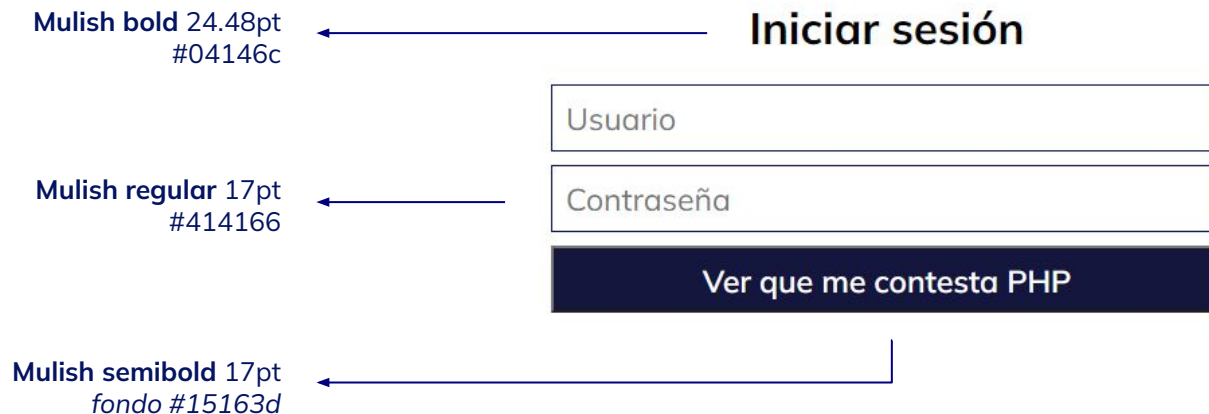 Mulish bold 24.48pt
#04146c
Iniciar sesión
Usuario
Mulish regular 17pt
#414166
Contraseña
Ver que me contesta PHP
Mulish semibold 17pt
fondo #15163d